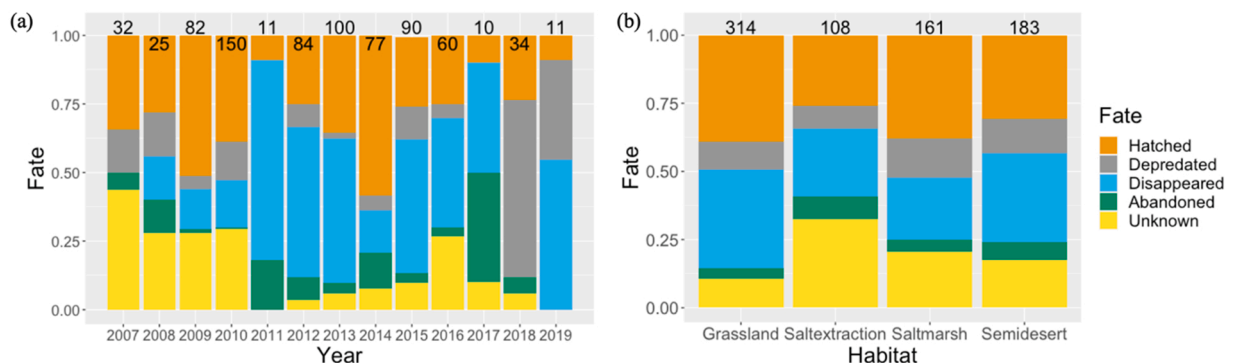 (a)
32 25 82 150 11 84 100 77 90 60 10 34 11
1.00
0.75
0.50
0.25
0.00
Fate
2007 2008 2009 2010 2011 2012 2013 2014 2015 2016 2017 2018 2019
Year
(b)
314 108 161 183
1.00
0.75
0.50
0.25
0.00
Fate
Grassland Saltextraction Saltmarsh Semidesert
Habitat
Fate
Hatched
Depredated
Disappeared
Abandoned
Unknown